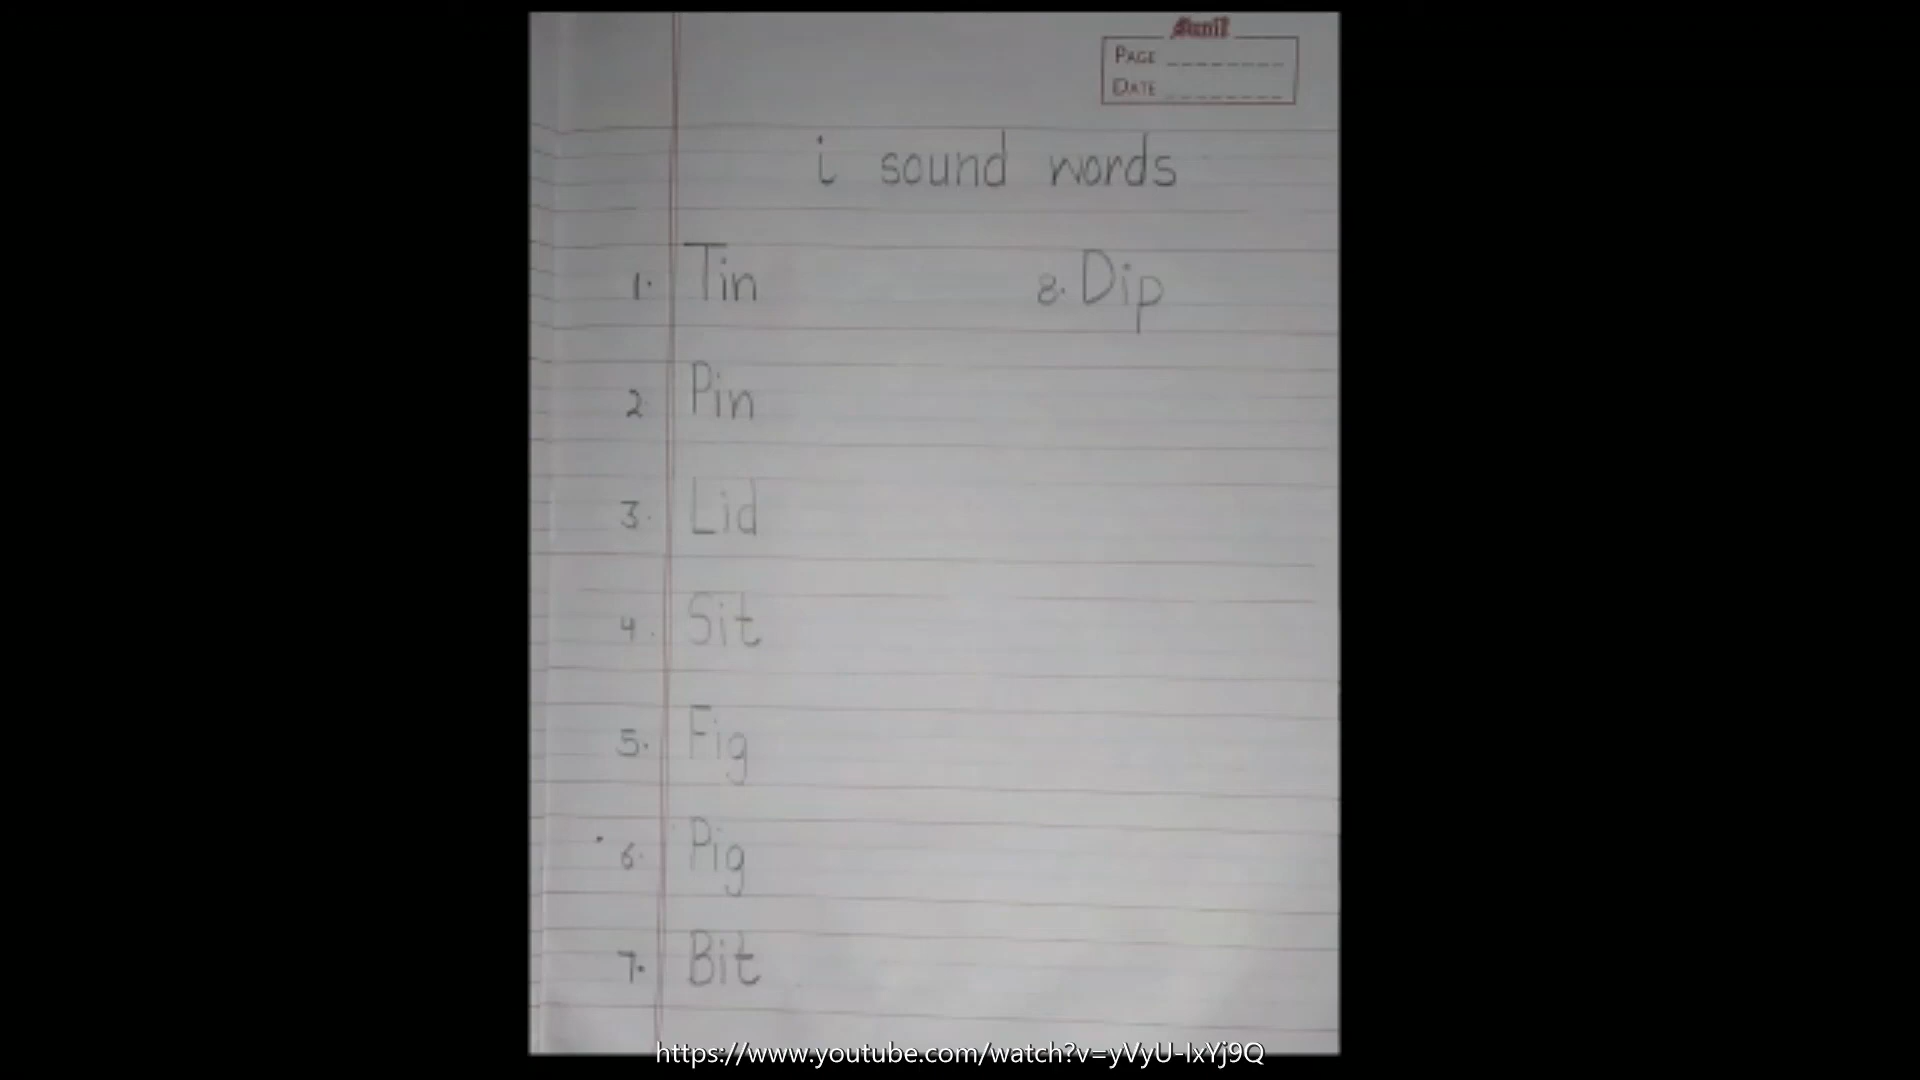 Sunil
PAGE
DATE
i sound words
1. Tin
2. Pin
3. Lid
4. Sit
5. Fig
6. Pig
7. Bit
8. Dip
https://www.youtube.com/watch?v=yVyU-IxYj9Q